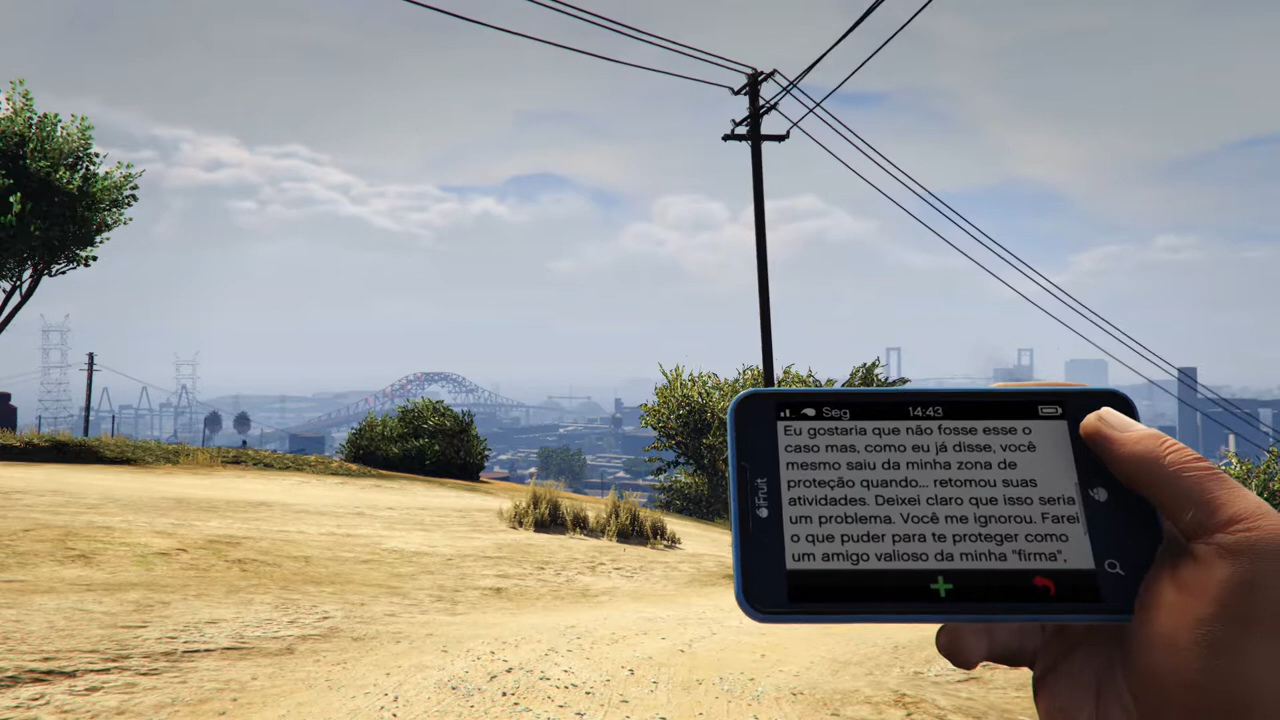 Seg 14:43
Eu gostaria que não fosse esse o
caso mas, como eu já disse, você
mesmo saiu da minha zona de
proteção quando... retomou suas
atividades. Deixei claro que isso seria
um problema. Você me ignorou. Farei
o que puder para te proteger como
um amigo valioso da minha "firma",
iFruit